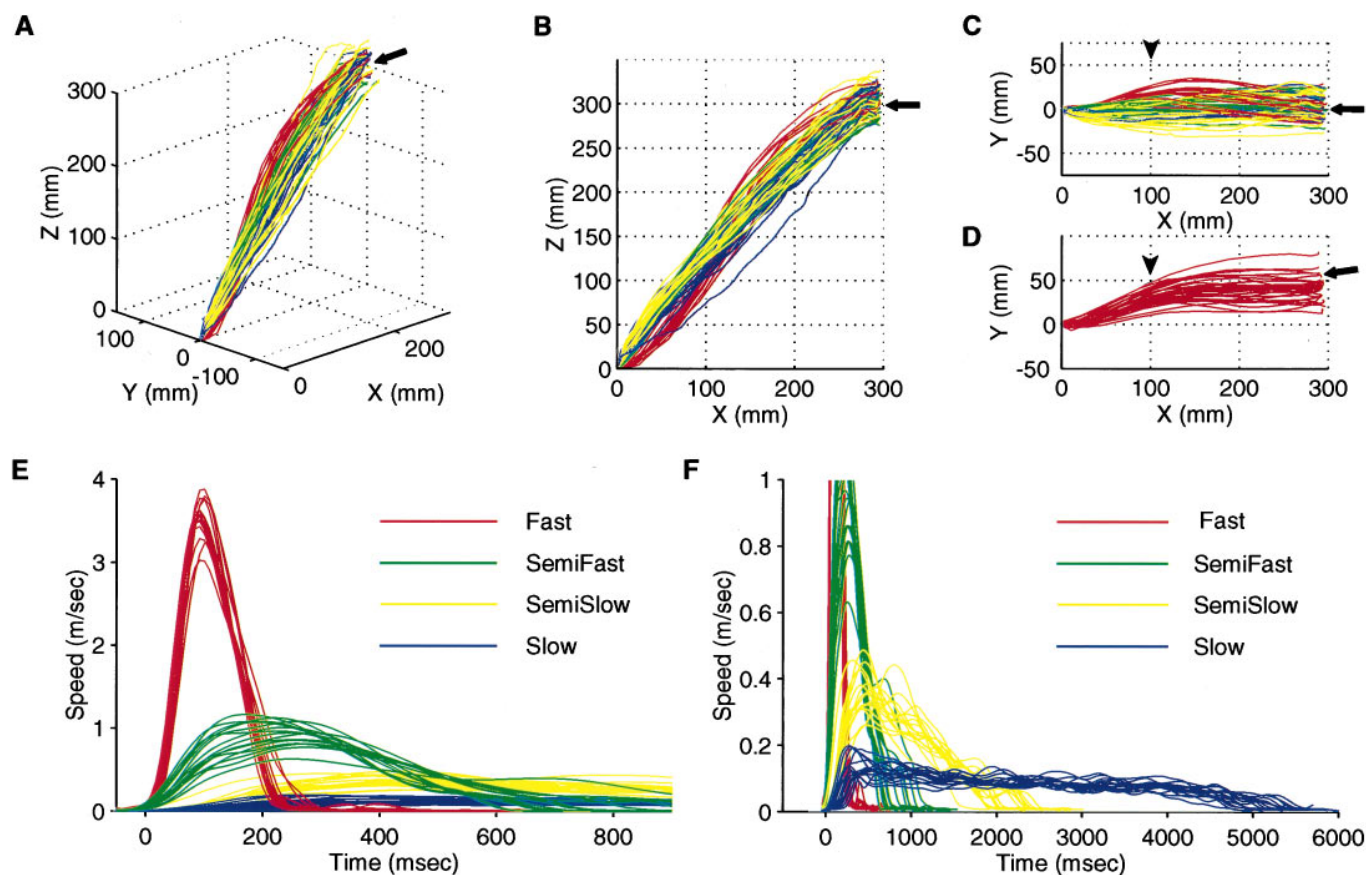 A
300
200
100
0
Z (mm)
100
0
-100
Y (mm)
0
200
X (mm)
B
300
250
200
150
100
50
0
Z (mm)
0
100
200
300
X (mm)
C
50
0
-50
Y (mm)
0
100
200
300
X (mm)
D
50
0
-50
Y (mm)
0
100
200
300
X (mm)
E
4
3
2
1
0
Speed (m/sec)
Fast
SemiFast
SemiSlow
Slow
0
200
400
600
800
Time (msec)
F
1
0.8
0.6
0.4
0.2
0
Speed (m/sec)
Fast
SemiFast
SemiSlow
Slow
0
1000
2000
3000
4000
5000
6000
Time (msec)